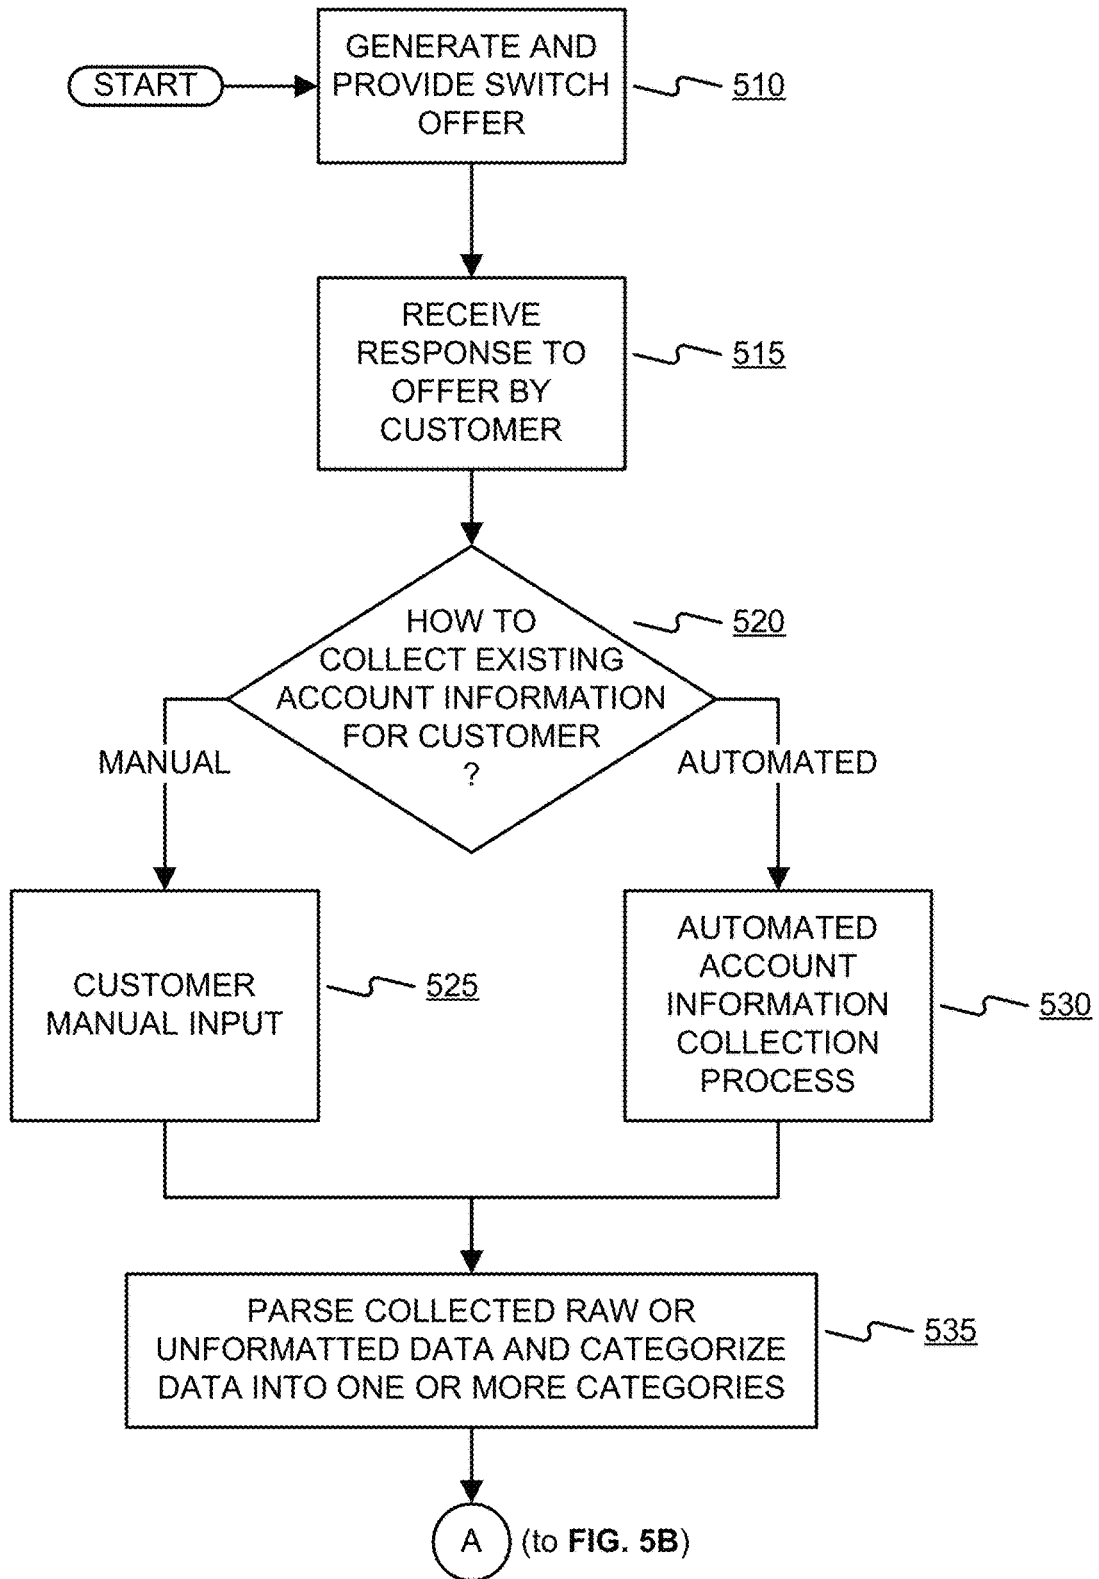 START
GENERATE AND
PROVIDE SWITCH
OFFER
510
RECEIVE
RESPONSE TO
OFFER BY
CUSTOMER
515
HOW TO
COLLECT EXISTING
ACCOUNT INFORMATION
FOR CUSTOMER
?
520
MANUAL
AUTOMATED
CUSTOMER
MANUAL INPUT
525
AUTOMATED
ACCOUNT
INFORMATION
COLLECTION
PROCESS
530
PARSE COLLECTED RAW OR
UNFORMATTED DATA AND CATEGORIZE
DATA INTO ONE OR MORE CATEGORIES
535
A (to FIG. 5B)